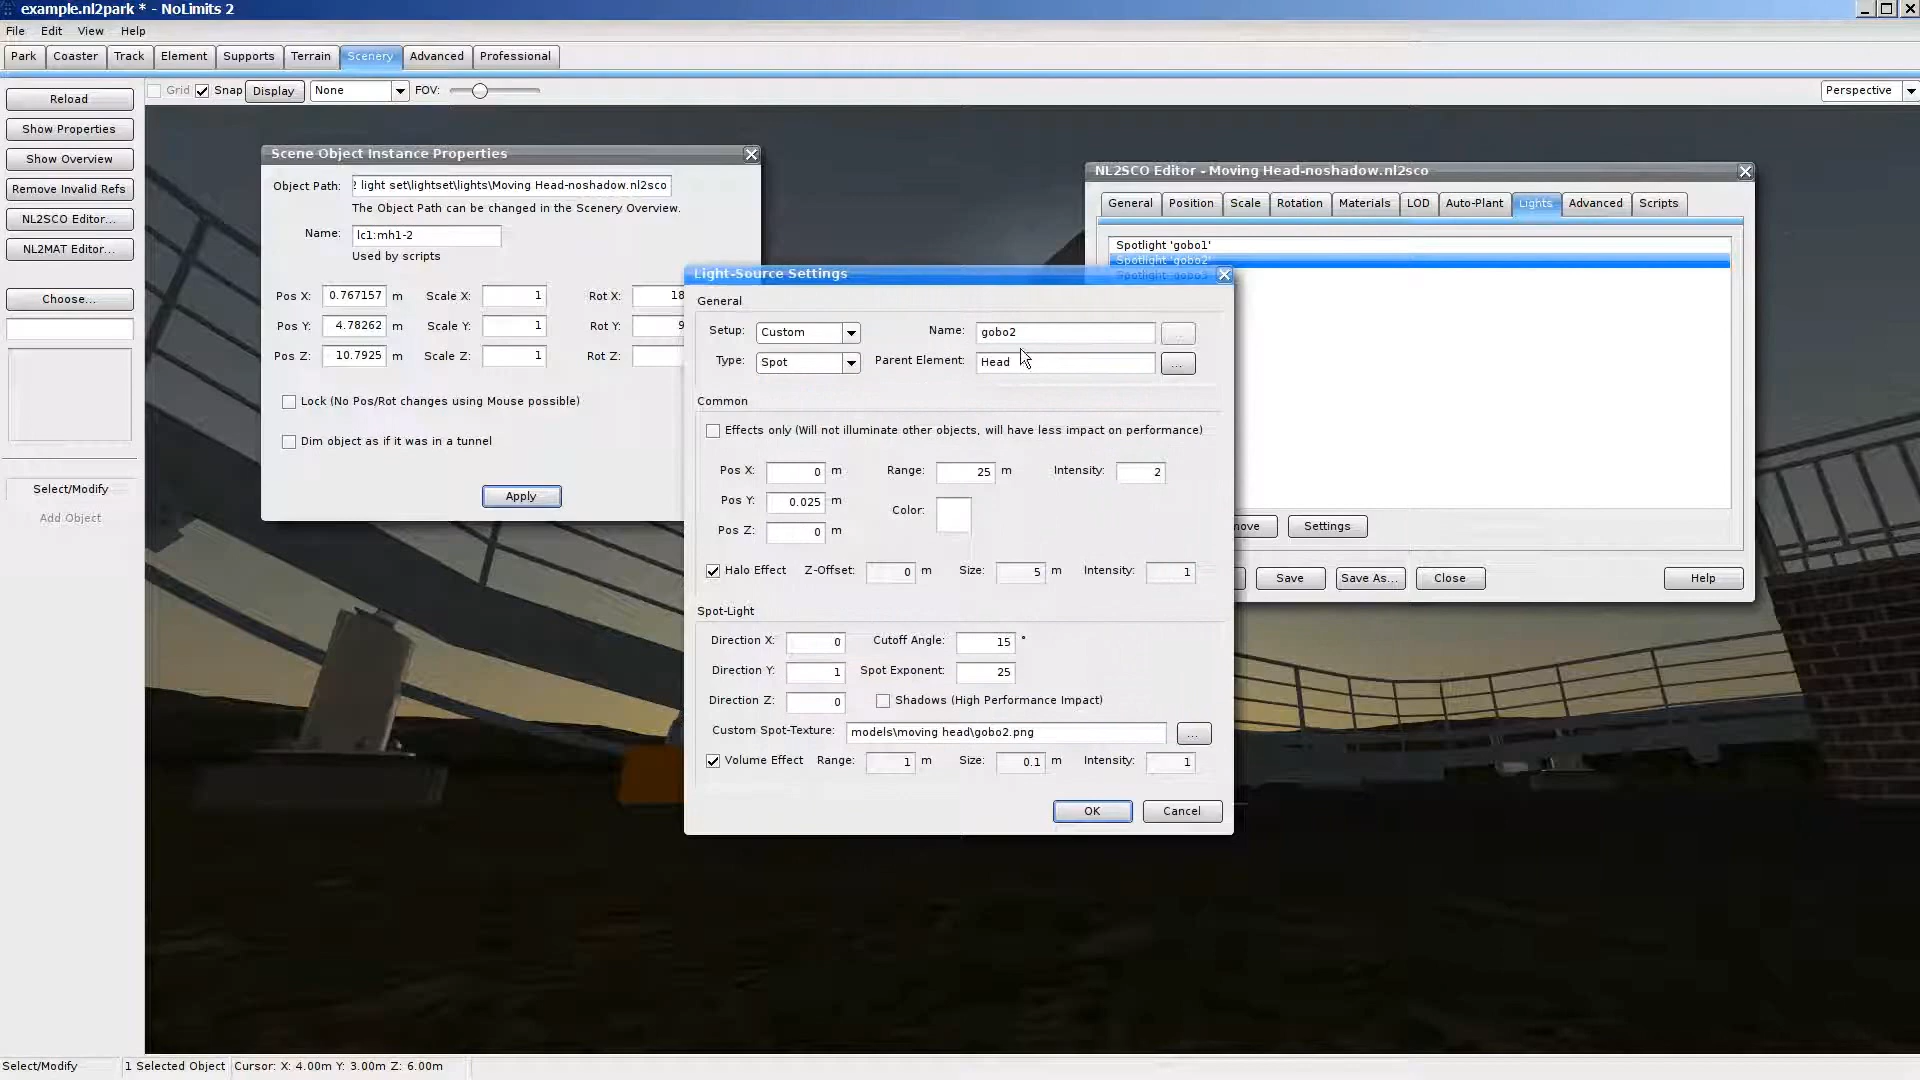 example.nl2park * - NoLimits 2
File Edit View Help
Park Coaster Track Element Supports Terrain Scenery Advanced Professional
Grid Snap Display None FOV: Perspective
Reload
Show Properties
Show Overview
Remove Invalid Refs
NL2SCO Editor...
NL2MAT Editor...
Choose...
Select/Modify
Add Object
Scene Object Instance Properties
Object Path: light set\lightset\lights\Moving Head-noshadow.nl2sco
The Object Path can be changed in the Scenery Overview.
Name: lc1:mh1-2
Used by scripts
Pos X: 0.767157 m Scale X: 1 Rot X: 18
Pos Y: 4.78262 m Scale Y: 1 Rot Y: 9
Pos Z: 10.7925 m Scale Z: 1 Rot Z:
Lock (No Pos/Rot changes using Mouse possible)
Dim object as if it was in a tunnel
Apply
NL2SCO Editor - Moving Head-noshadow.nl2sco
General Position Scale Rotation Materials LOD Auto-Plant Lights Advanced Scripts
Spotlight 'gobo1'
Spotlight 'gobo2'
Spotlight 'gobo3'
move Settings
Save Save As... Close Help
Light-Source Settings
General
Setup: Custom Name: gobo2 ...
Type: Spot Parent Element: Head ...
Common
Effects only (Will not illuminate other objects, will have less impact on performance)
Pos X: 0 m Range: 25 m Intensity: 2
Pos Y: 0.025 m Color:
Pos Z: 0 m
Halo Effect Z-Offset: 0 m Size: 5 m Intensity: 1
Spot-Light
Direction X: 0 Cutoff Angle: 15 °
Direction Y: 1 Spot Exponent: 25
Direction Z: 0 Shadows (High Performance Impact)
Custom Spot-Texture: models\moving head\gobo2.png ...
Volume Effect Range: 1 m Size: 0.1 m Intensity: 1
OK Cancel
Select/Modify 1 Selected Object Cursor: X: 4.00m Y: 3.00m Z: 6.00m